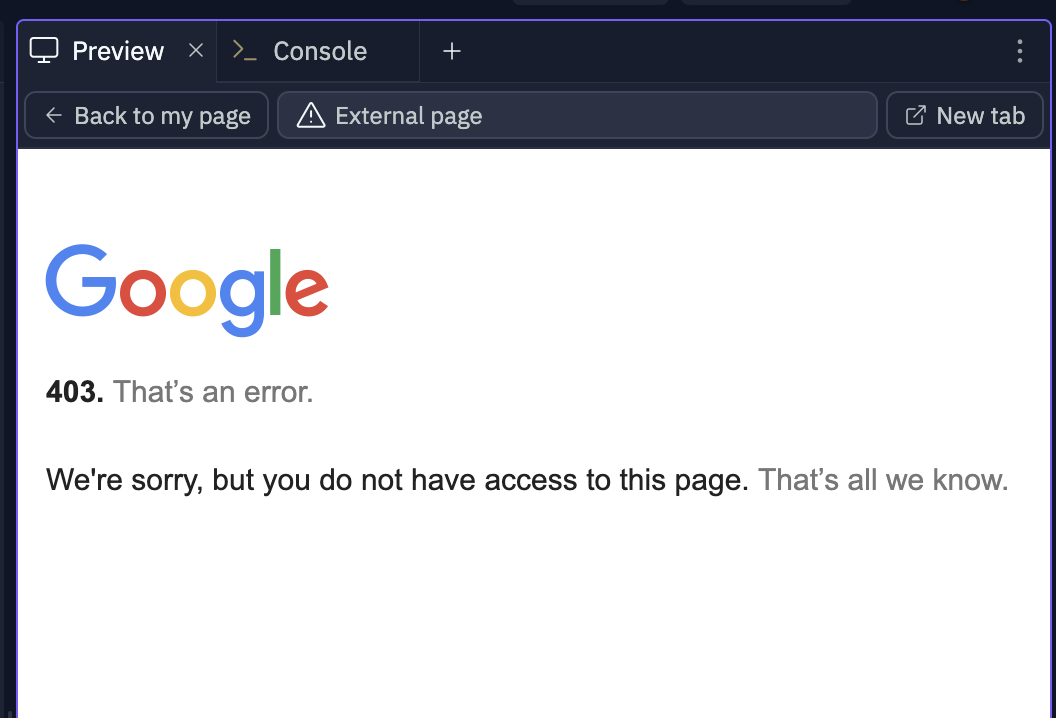 Preview
Console
Back to my page
External page
New tab
Google
403. That’s an error.
We're sorry, but you do not have access to this page. That’s all we know.